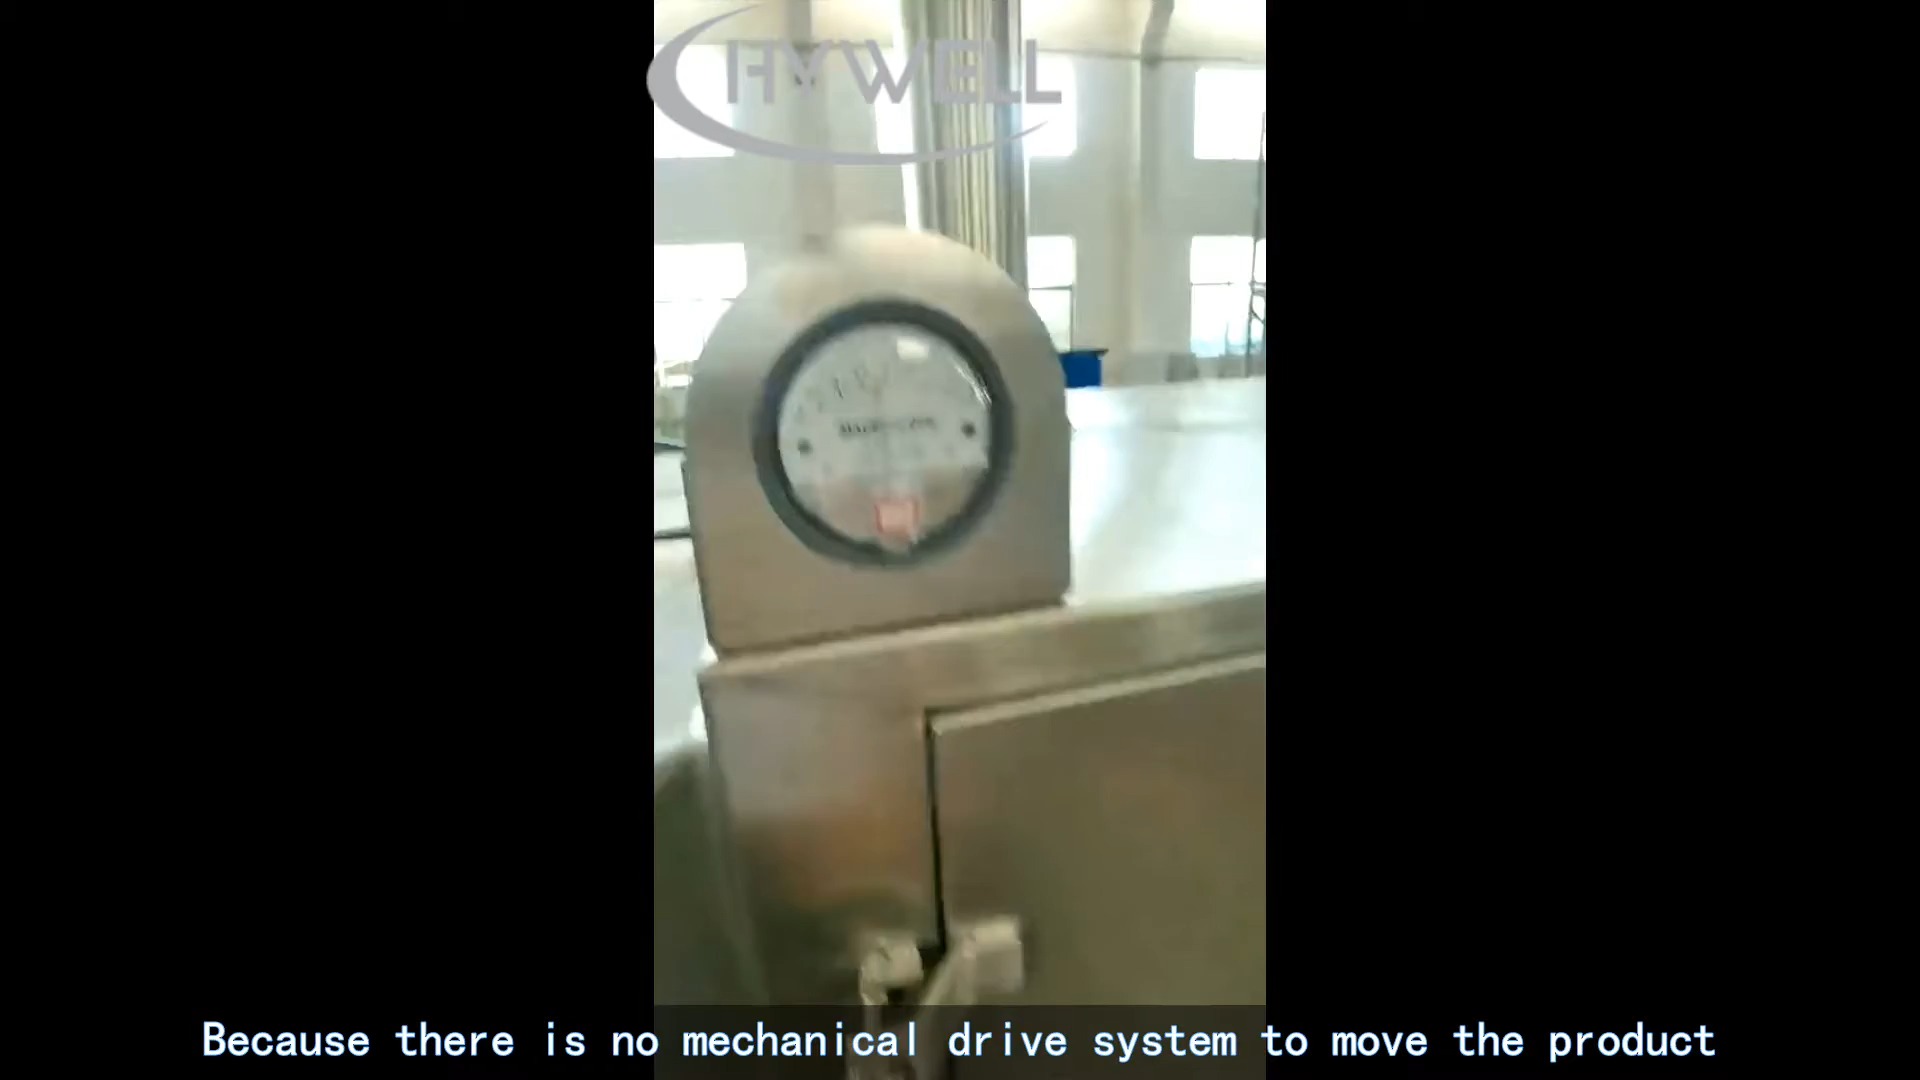 HYWELL
Because there is no mechanical drive system to move the product